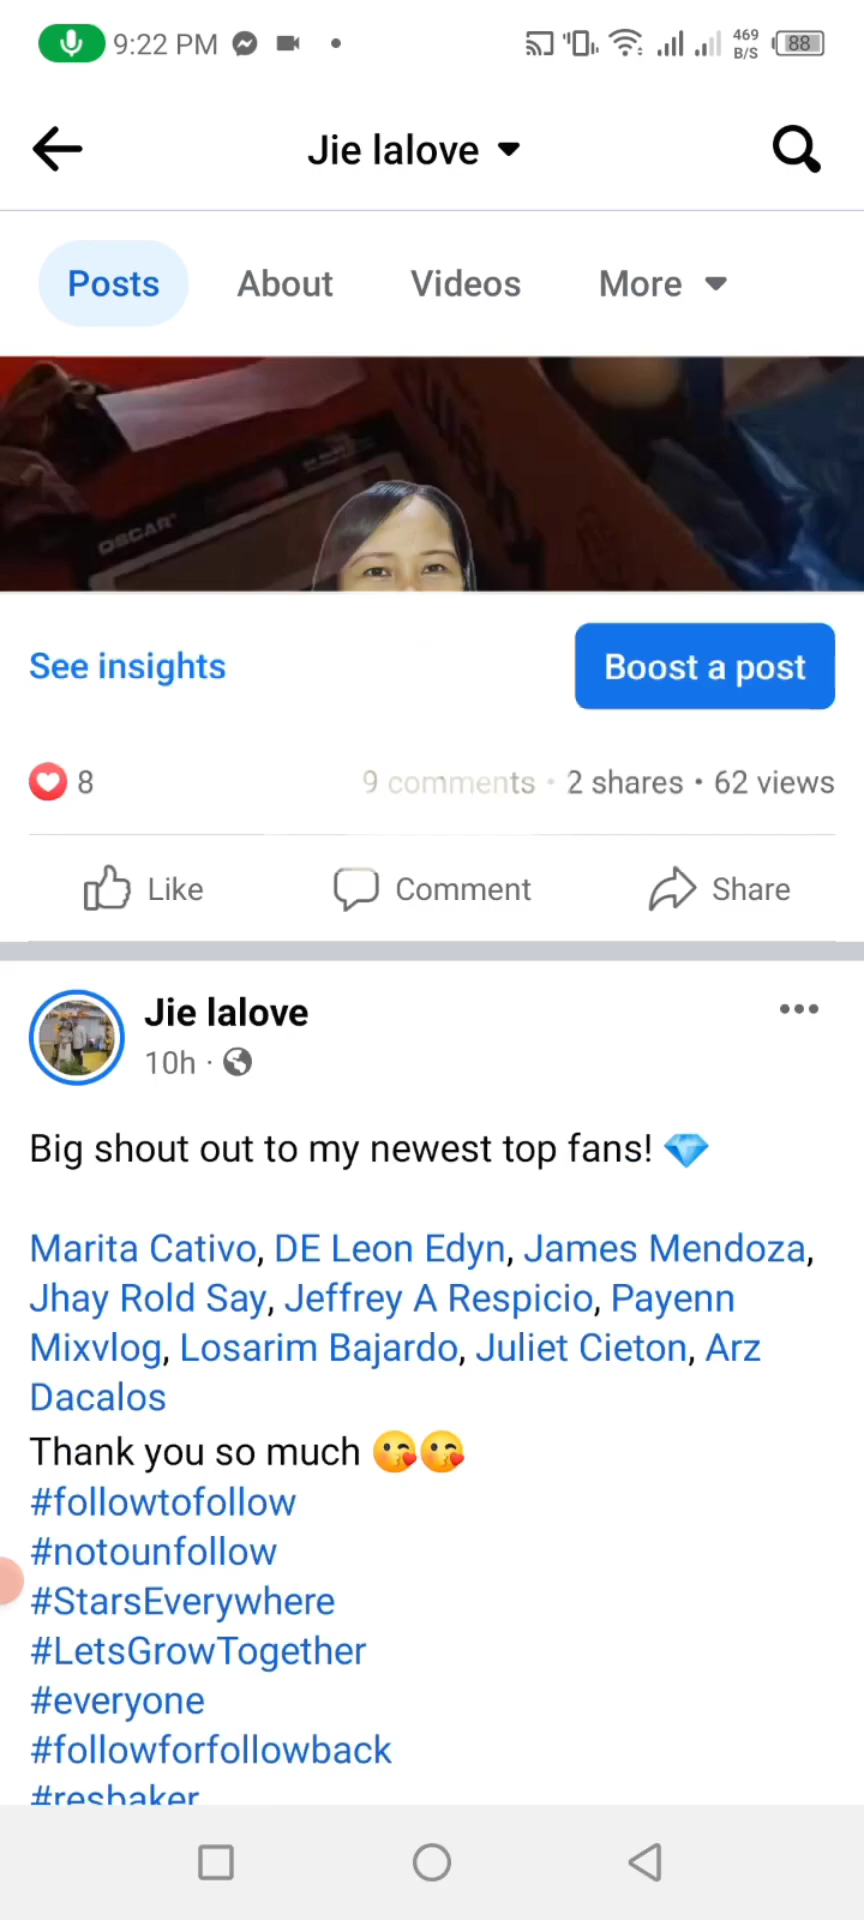 9:22 PM
469
B/S
88
Jie lalove
Posts
About
Videos
More
OSCAR
See insights
Boost a post
8
9 comments • 2 shares • 62 views
Like
Comment
Share
Jie lalove
10h ·
Big shout out to my newest top fans! 💎
Marita Cativo, DE Leon Edyn, James Mendoza,
Jhay Rold Say, Jeffrey A Respicio, Payenn
Mixvlog, Losarim Bajardo, Juliet Cieton, Arz
Dacalos
Thank you so much 😘😘
#followtofollow
#notounfollow
#StarsEverywhere
#LetsGrowTogether
#everyone
#followforfollowback
#resbaker